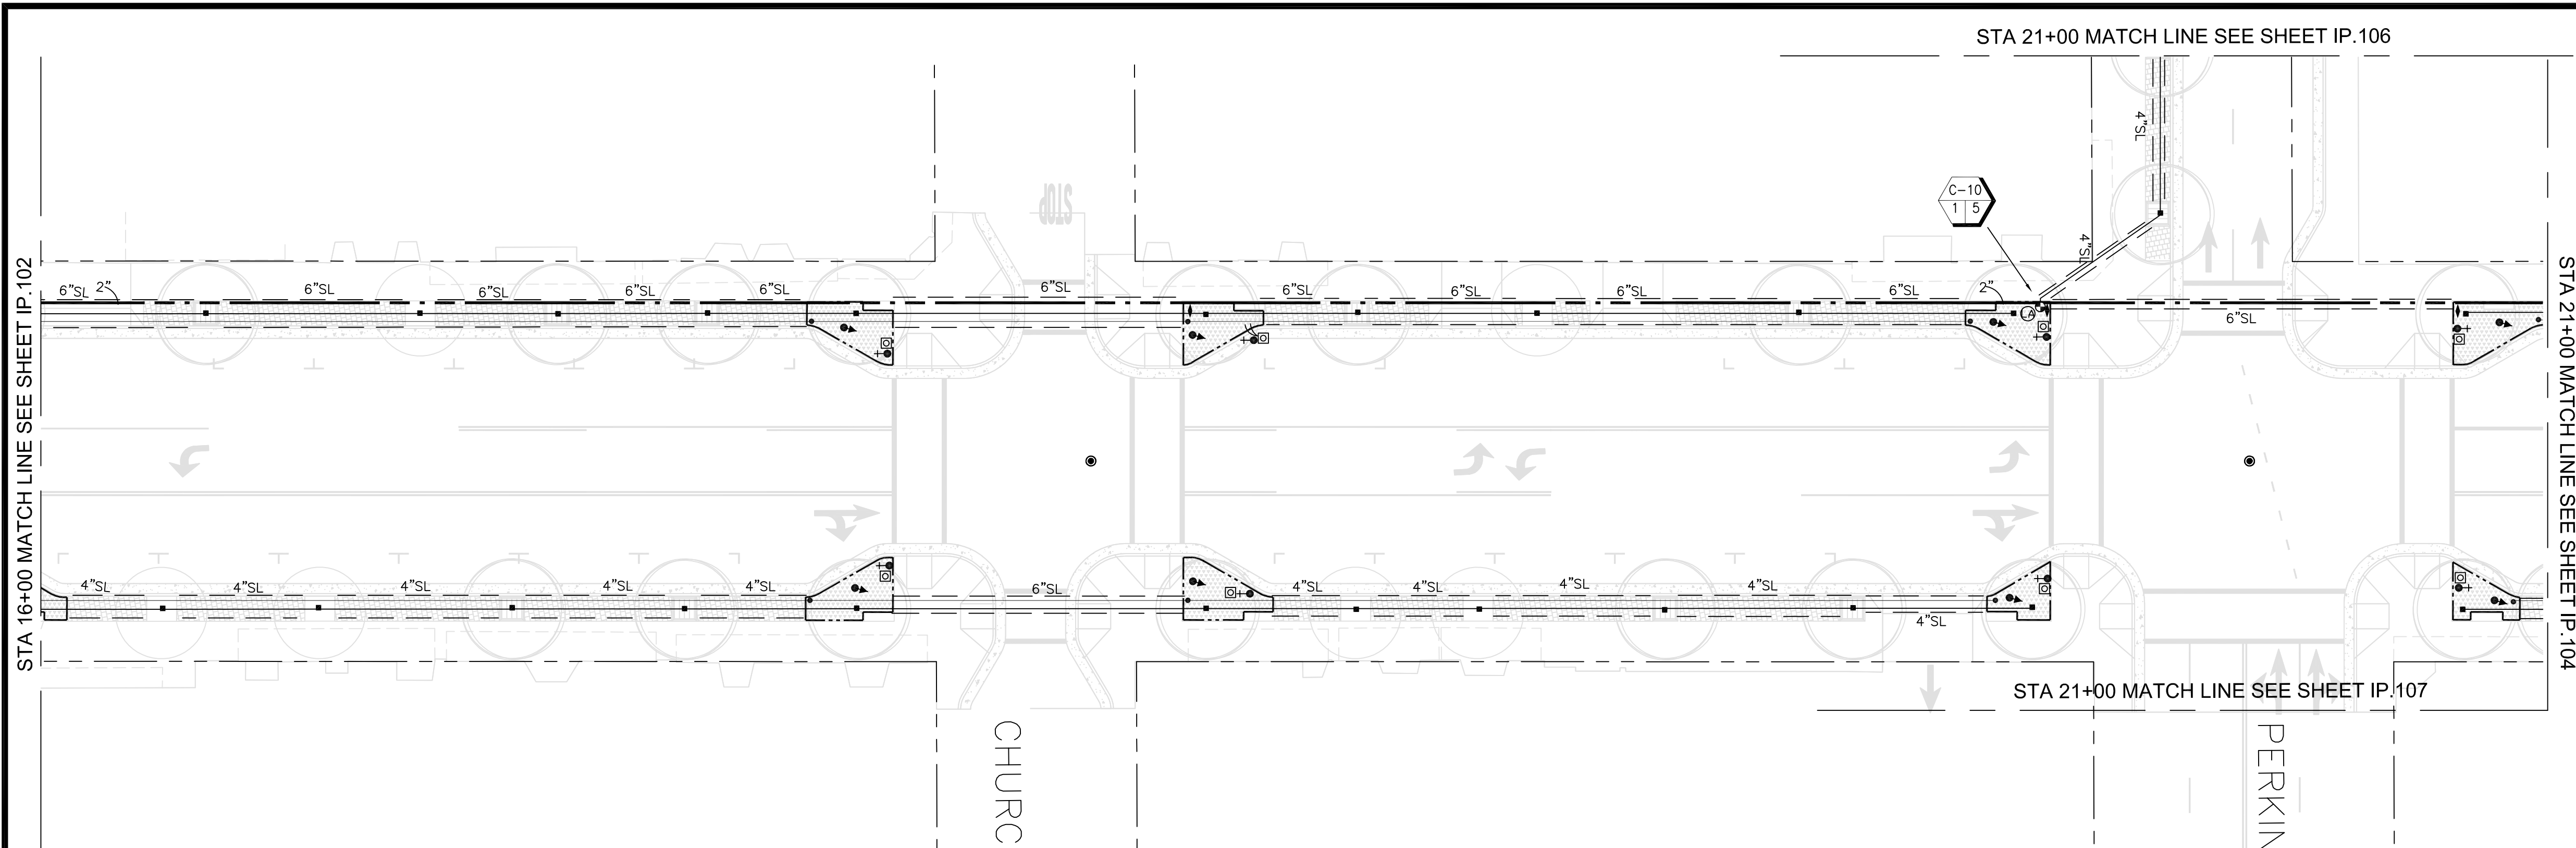 STA 21+00 MATCH LINE SEE SHEET IP.106
4"SL
C-10
1 5
4"SL
STOP
STA 16+00 MATCH LINE SEE SHEET IP.102
6"SL 2" 6"SL 6"SL 6"SL 6"SL 6"SL 6"SL 6"SL 6"SL 6"SL 2" 6"SL
CA
STA 21+00 MATCH LINE SEE SHEET IP.104
4"SL 4"SL 4"SL 4"SL 4"SL 6"SL 4"SL 4"SL 4"SL 4"SL 4"SL
STA 21+00 MATCH LINE SEE SHEET IP.107
CHURC
PERKIN